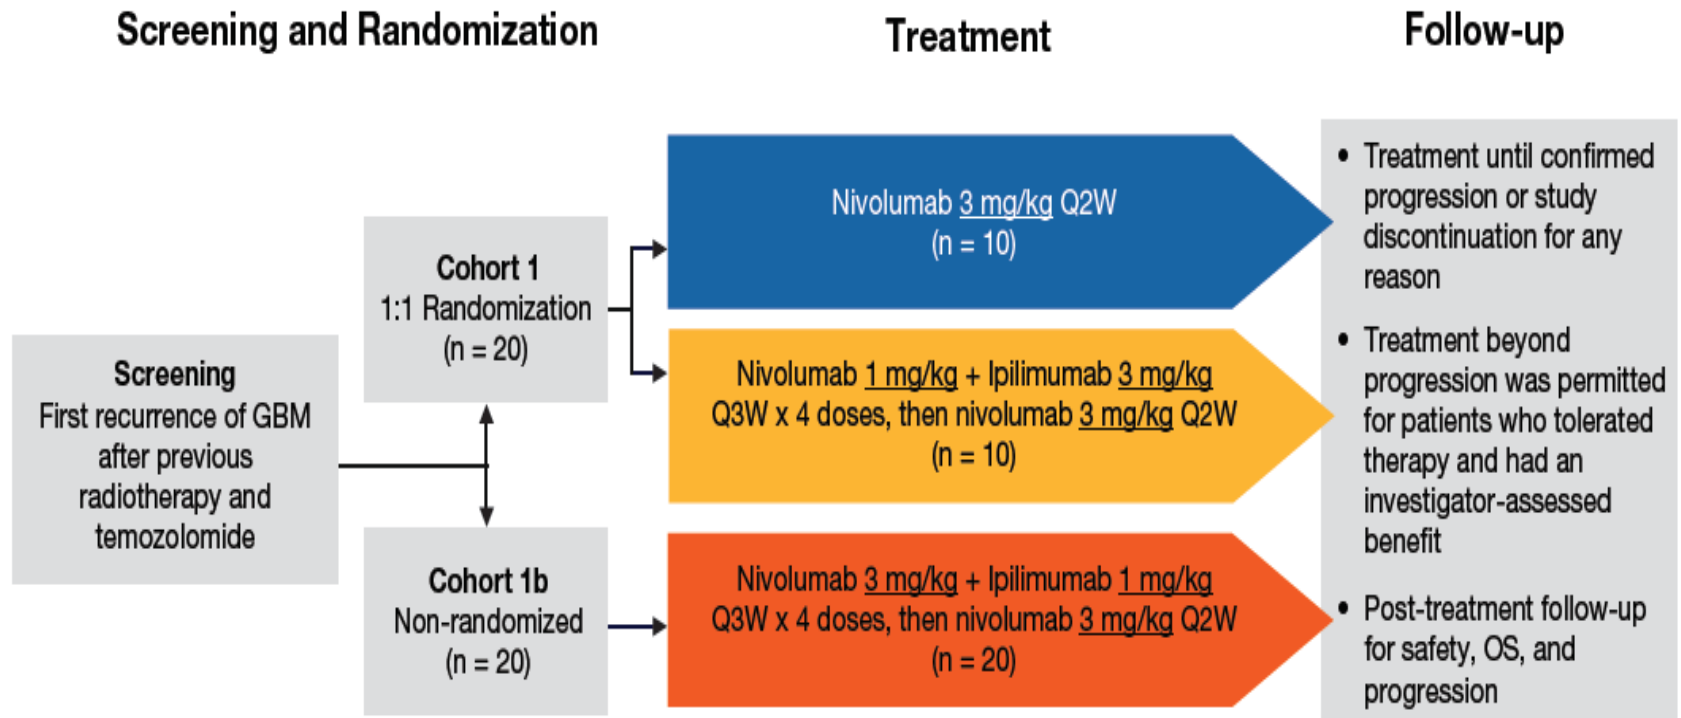 Screening and Randomization
Treatment
Follow-up
Screening
First recurrence of GBM
after previous
radiotherapy and
temozolomide
Cohort 1
1:1 Randomization
(n = 20)
Cohort 1b
Non-randomized
(n = 20)
Nivolumab 3 mg/kg Q2W
(n = 10)
Nivolumab 1 mg/kg + Ipilimumab 3 mg/kg
Q3W x 4 doses, then nivolumab 3 mg/kg Q2W
(n = 10)
Nivolumab 3 mg/kg + Ipilimumab 1 mg/kg
Q3W x 4 doses, then nivolumab 3 mg/kg Q2W
(n = 20)
• Treatment until confirmed
progression or study
discontinuation for any
reason
• Treatment beyond
progression was permitted
for patients who tolerated
therapy and had an
investigator-assessed
benefit
• Post-treatment follow-up
for safety, OS, and
progression